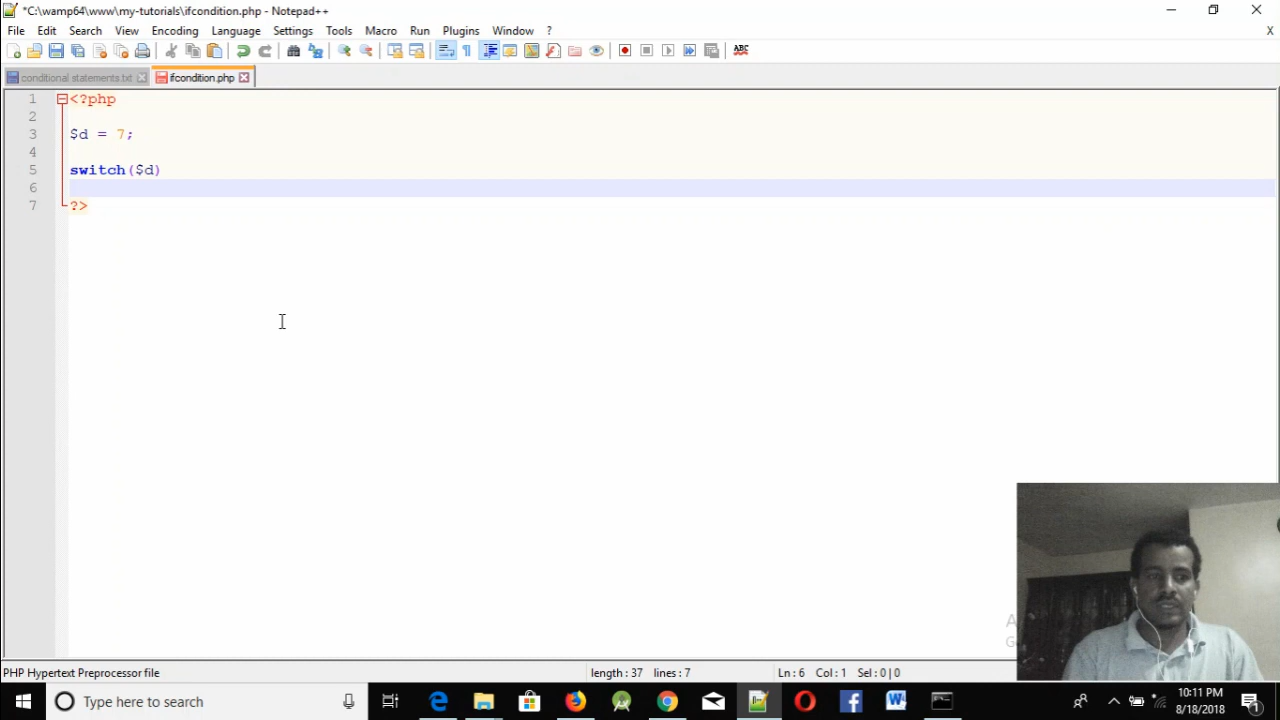 *C:\wamp64\www\my-tutorials\ifcondition.php - Notepad++
File Edit Search View Encoding Language Settings Tools Macro Run Plugins Window ? X
conditional statements.txt ifcondition.php
1 <?php
2
3 $d = 7;
4
5 switch($d)
6
7 ?>
PHP Hypertext Preprocessor file length: 37 lines: 7 Ln: 6 Col: 1 Sel: 0 | 0
Type here to search
10:11 PM
8/18/2018